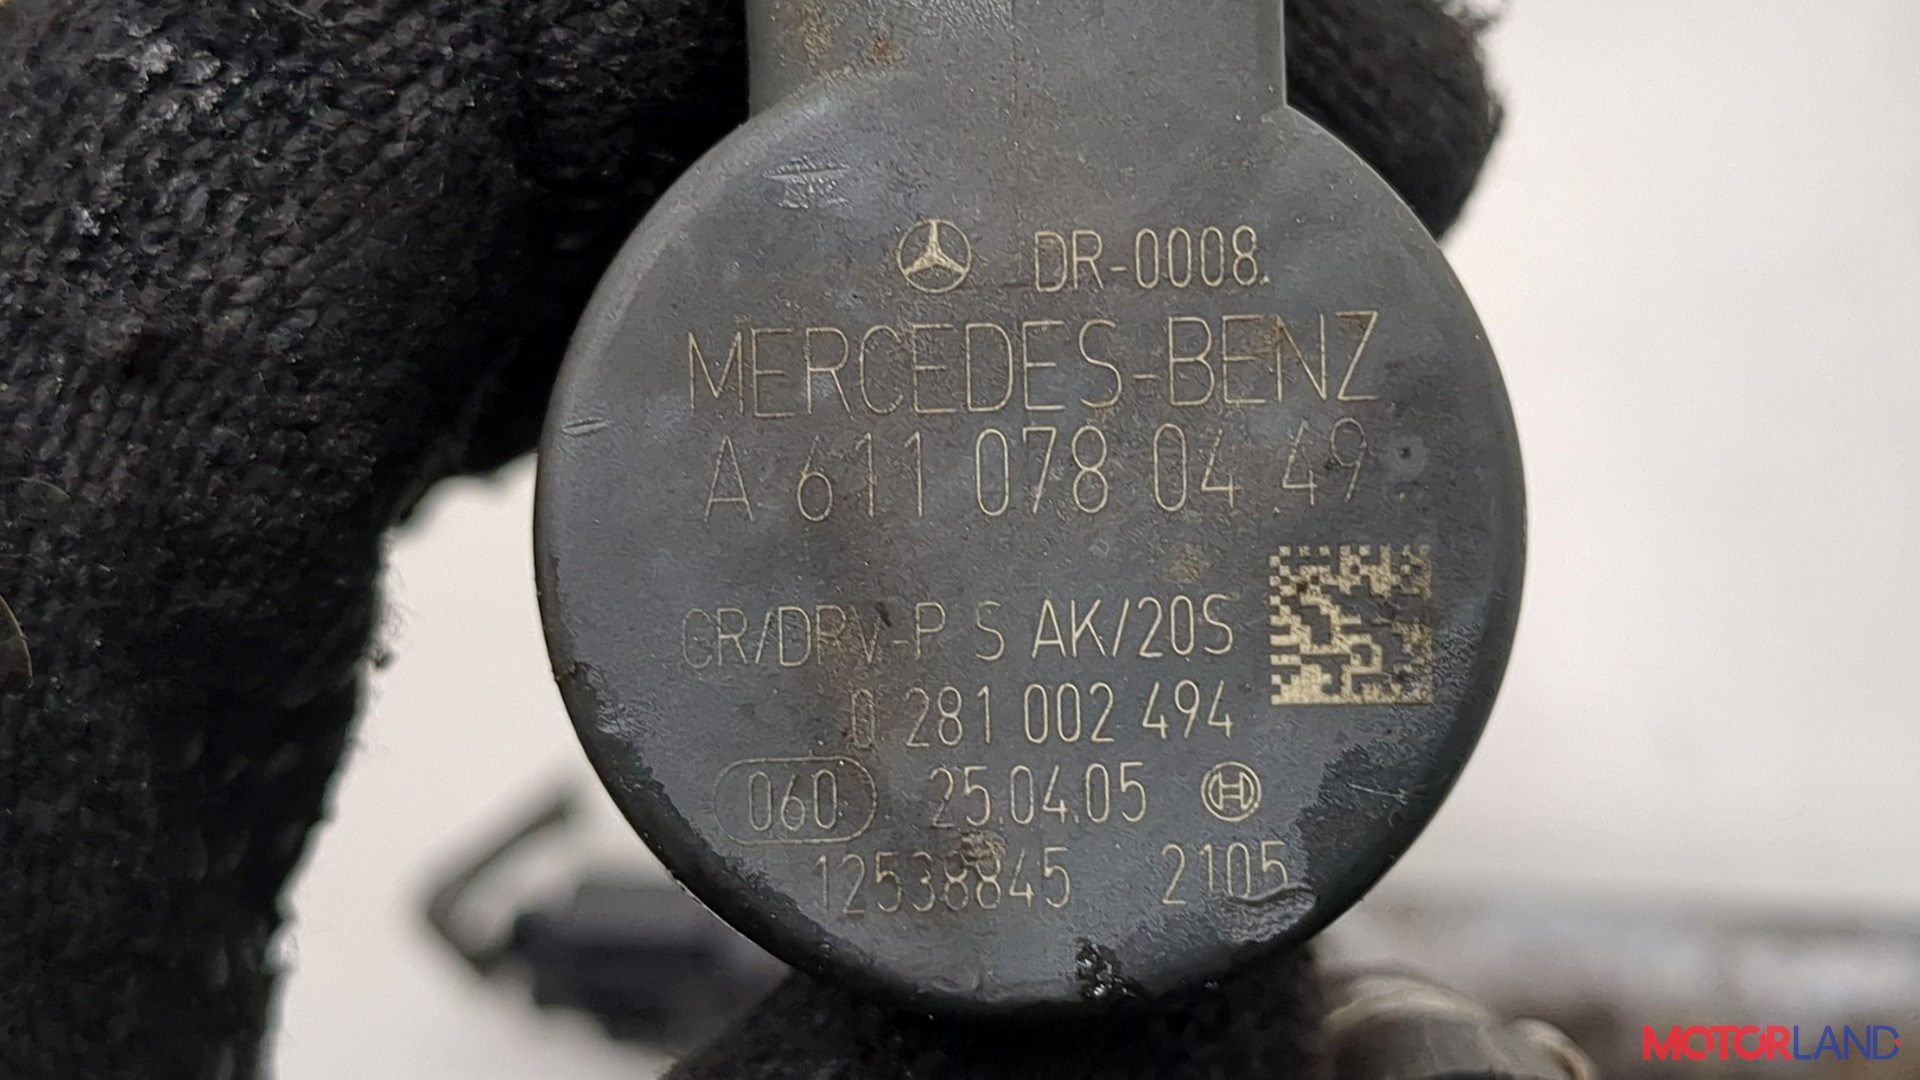 DR-0008.
MERCEDES-BENZ
A 611 078 04 49
CR/DRV-P S AK/20S
0 281 002 494
060 25.04.05
12538845 2105
MOTORLAND